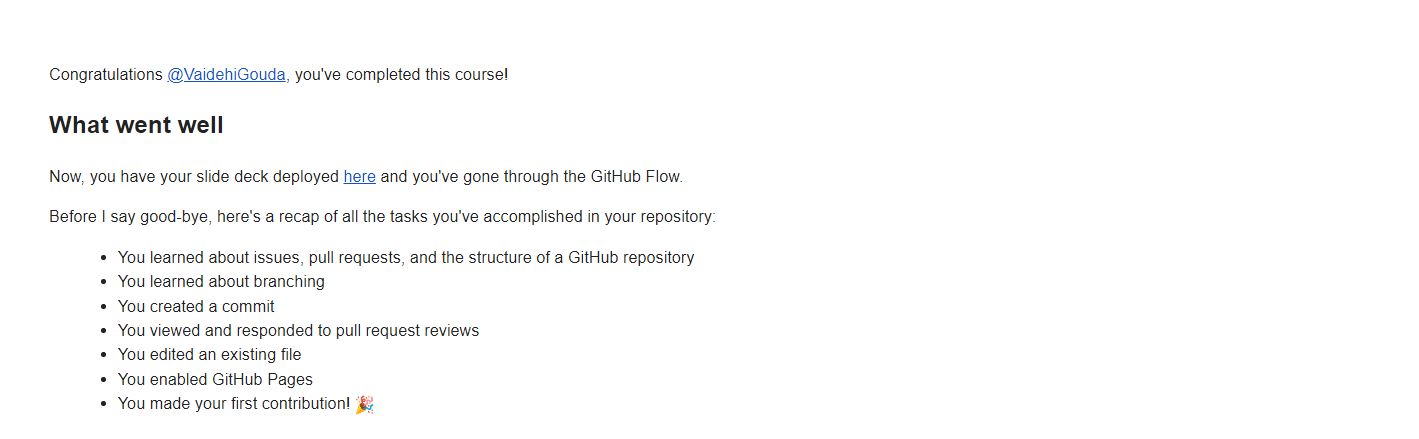 Congratulations @VaidehiGouda, you've completed this course!
What went well
Now, you have your slide deck deployed here and you've gone through the GitHub Flow.
Before I say good-bye, here's a recap of all the tasks you've accomplished in your repository:
• You learned about issues, pull requests, and the structure of a GitHub repository
• You learned about branching
• You created a commit
• You viewed and responded to pull request reviews
• You edited an existing file
• You enabled GitHub Pages
• You made your first contribution! 🎉